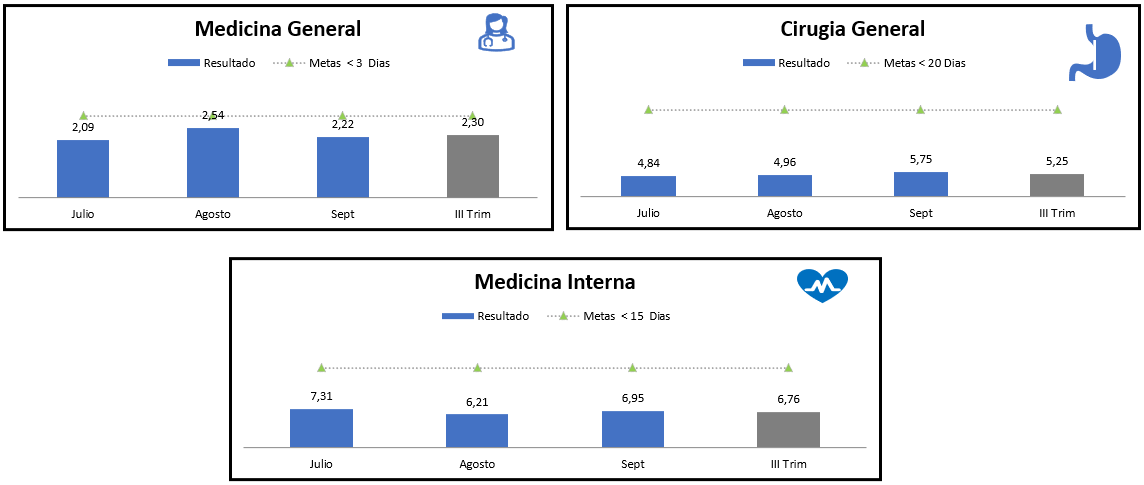 Medicina General
Resultado Metas < 3 Dias
2,09 2,54 2,22 2,30
Julio Agosto Sept III Trim
Cirugia General
Resultado Metas < 20 Dias
4,84 4,96 5,75 5,25
Julio Agosto Sept III Trim
Medicina Interna
Resultado Metas < 15 Dias
7,31 6,21 6,95 6,76
Julio Agosto Sept III Trim